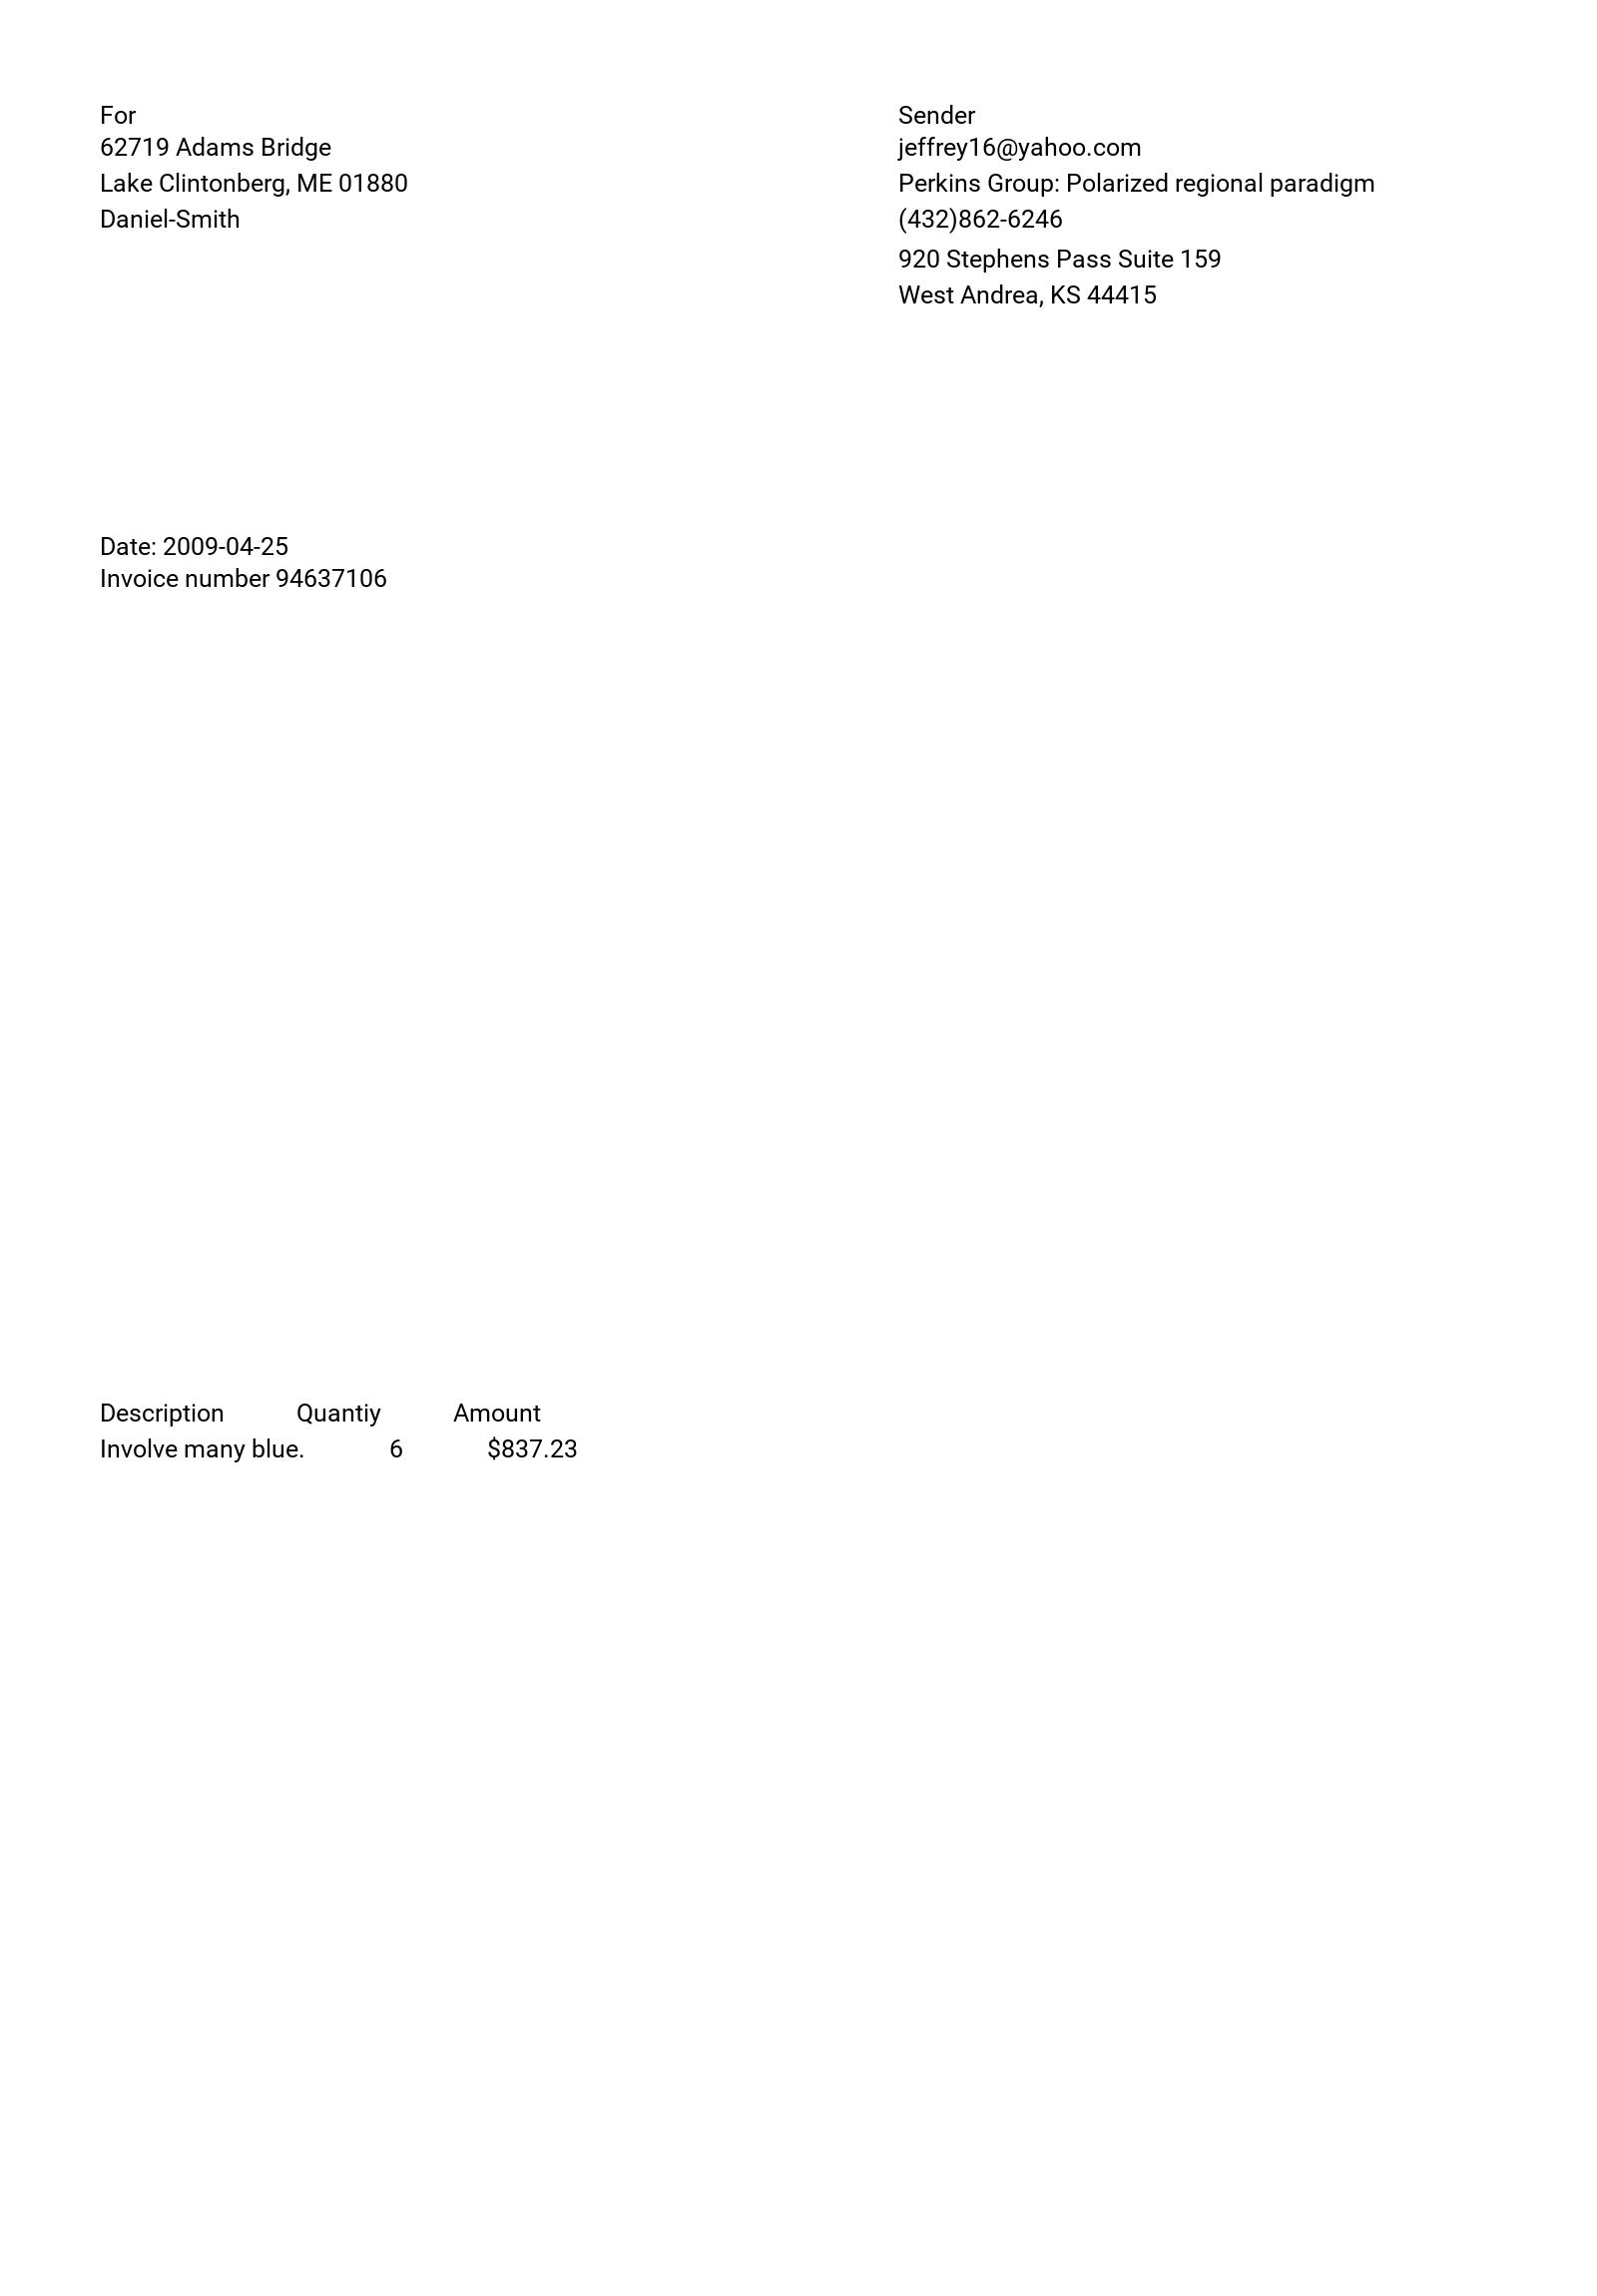 For
62719 Adams Bridge
Lake Clintonberg, ME 01880
Daniel-Smith
Sender
jeffrey16@yahoo.com
Perkins Group: Polarized regional paradigm
(432)862-6246
920 Stephens Pass Suite 159
West Andrea, KS 44415
Date: 2009-04-25
Invoice number 94637106
Description Quantiy Amount
Involve many blue. 6 $837.23